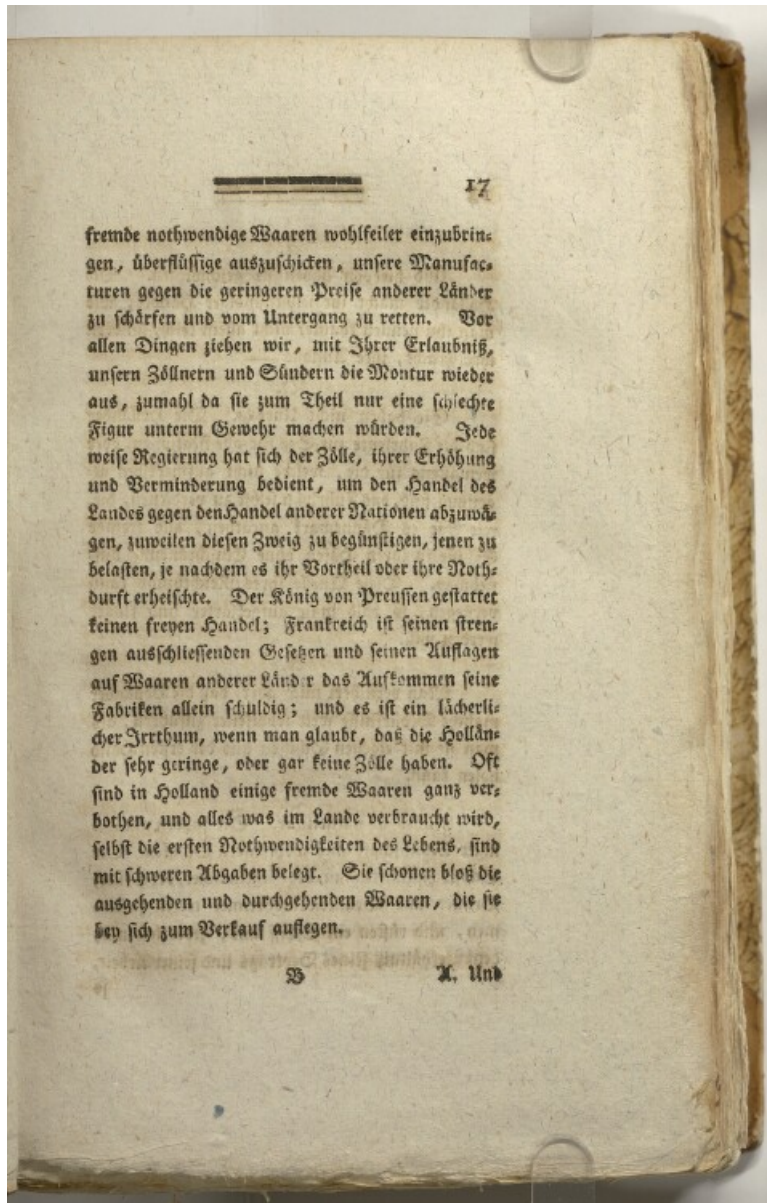 17
fremde nothwendige Waaren wohlfeiler einzubrin-
gen, überflüssige auszuschicken, unsere Manufac-
turen gegen die geringeren Preise anderer Länder
zu schärfen und vom Untergang zu retten. Vor
allen Dingen ziehen wir, mit Ihrer Erlaubniß,
unsern Zöllnern und Sündern die Montur wieder
aus, zumahl da sie zum Theil nur eine schlechte
Figur unterm Gewehr machen würden. Jede
weise Regierung hat sich der Zölle, ihrer Erhöhung
und Verminderung bedient, um den Handel des
Landes gegen den Handel anderer Nationen abzuwä-
gen, zuweilen diesen Zweig zu begünstigen, jenen zu
belasten, je nachdem es ihr Vortheil oder ihre Noth-
durft erheischte. Der König von Preussen gestattet
keinen freyen Handel; Frankreich ist seinen stren-
gen ausschliessenden Gesetzen und seinen Auflagen
auf Waaren anderer Länd r das Aufkommen seine
Fabriken allein schuldig; und es ist ein lächerli-
cher Irrthum, wenn man glaubt, daß die Hollän-
der sehr geringe, oder gar keine Zölle haben. Oft
sind in Holland einige fremde Waaren ganz ver-
bothen, und alles was im Lande verbraucht wird,
selbst die ersten Nothwendigkeiten des Lebens, sind
mit schweren Abgaben belegt. Sie schonen bloß die
ausgehenden und durchgehenden Waaren, die sie
bey sich zum Verkauf auflegen.
B A. Und